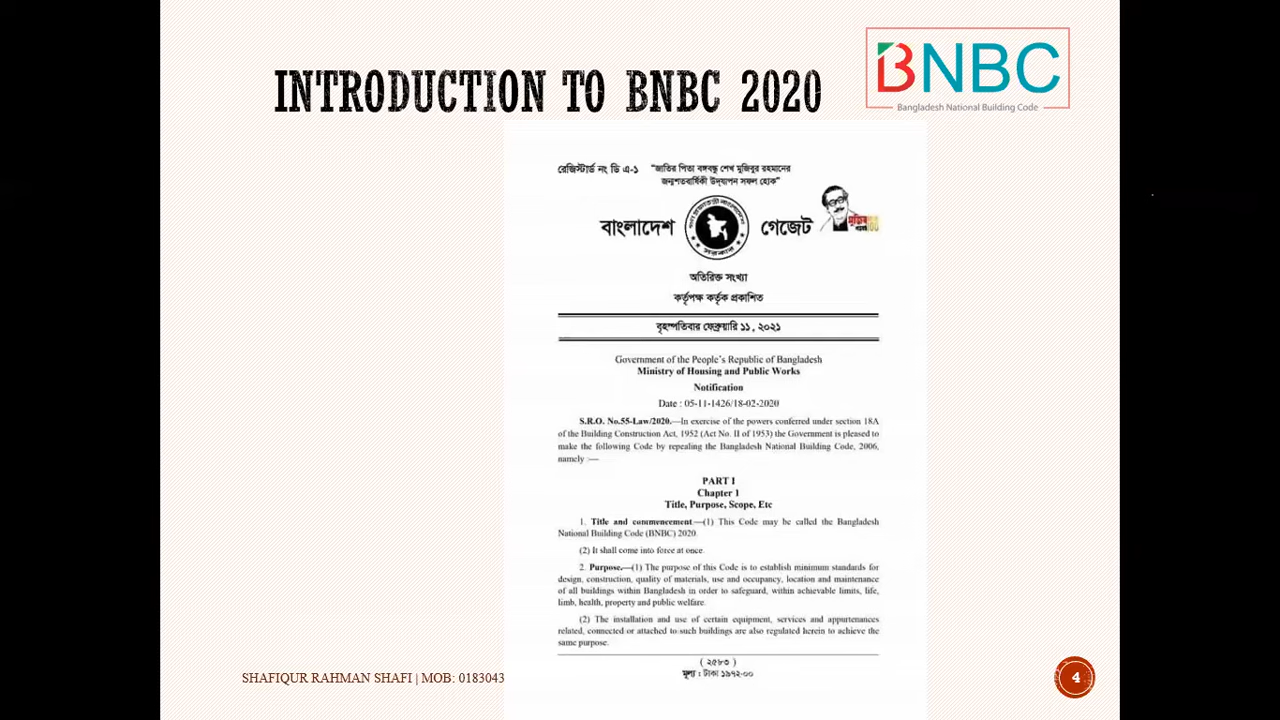 INTRODUCTION TO BNBC 2020
BNBC
Bangladesh National Building Code
রেজিস্টার্ড নং ডি এ-১
“জাতির পিতা বঙ্গবন্ধু শেখ মুজিবুর রহমানের
জন্মশতবার্ষিকী উদ্‌যাপন সফল হোক”
বাংলাদেশ গেজেট
অতিরিক্ত সংখ্যা
কর্তৃপক্ষ কর্তৃক প্রকাশিত
বৃহস্পতিবার ফেব্রুয়ারি ১১, ২০২১
Government of the People’s Republic of Bangladesh
Ministry of Housing and Public Works
Notification
Date : 05-11-1426/18-02-2020
S.R.O. No.55-Law/2020.—In exercise of the powers conferred under section 18A
of the Building Construction Act, 1952 (Act No. II of 1953) the Government is pleased to
make the following Code by repealing the Bangladesh National Building Code, 2006,
namely :—
PART I
Chapter 1
Title, Purpose, Scope, Etc
1. Title and commencement—(1) This Code may be called the Bangladesh
National Building Code (BNBC) 2020.
(2) It shall come into force at once.
2. Purpose.—(1) The purpose of this Code is to establish minimum standards for
design, construction, quality of materials, use and occupancy, location and maintenance
of all buildings within Bangladesh in order to safeguard, within achievable limits, life,
limb, health, property and public welfare.
(2) The installation and use of certain equipment, services and appurtenances
related, connected or attached to such buildings are also regulated herein to achieve the
same purpose.
( ২৫৮৩ )
মূল্য : টাকা ১৯৭২·০০
SHAFIQUR RAHMAN SHAFI | MOB: 0183043
4